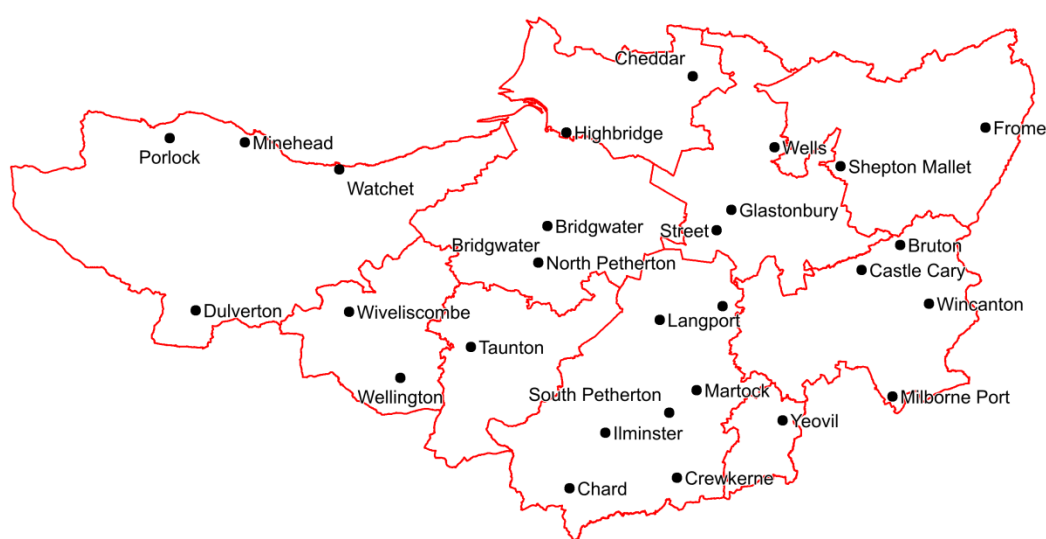 Cheddar
Highbridge
Frome
Minehead
Porlock
Wells
Shepton Mallet
Watchet
Glastonbury
Bridgwater
Street
Bridgwater
Bruton
North Petherton
Castle Cary
Dulverton
Wiveliscombe
Wincanton
Langport
Taunton
Wellington
South Petherton
Martock
Milborne Port
Yeovil
Ilminster
Crewkerne
Chard